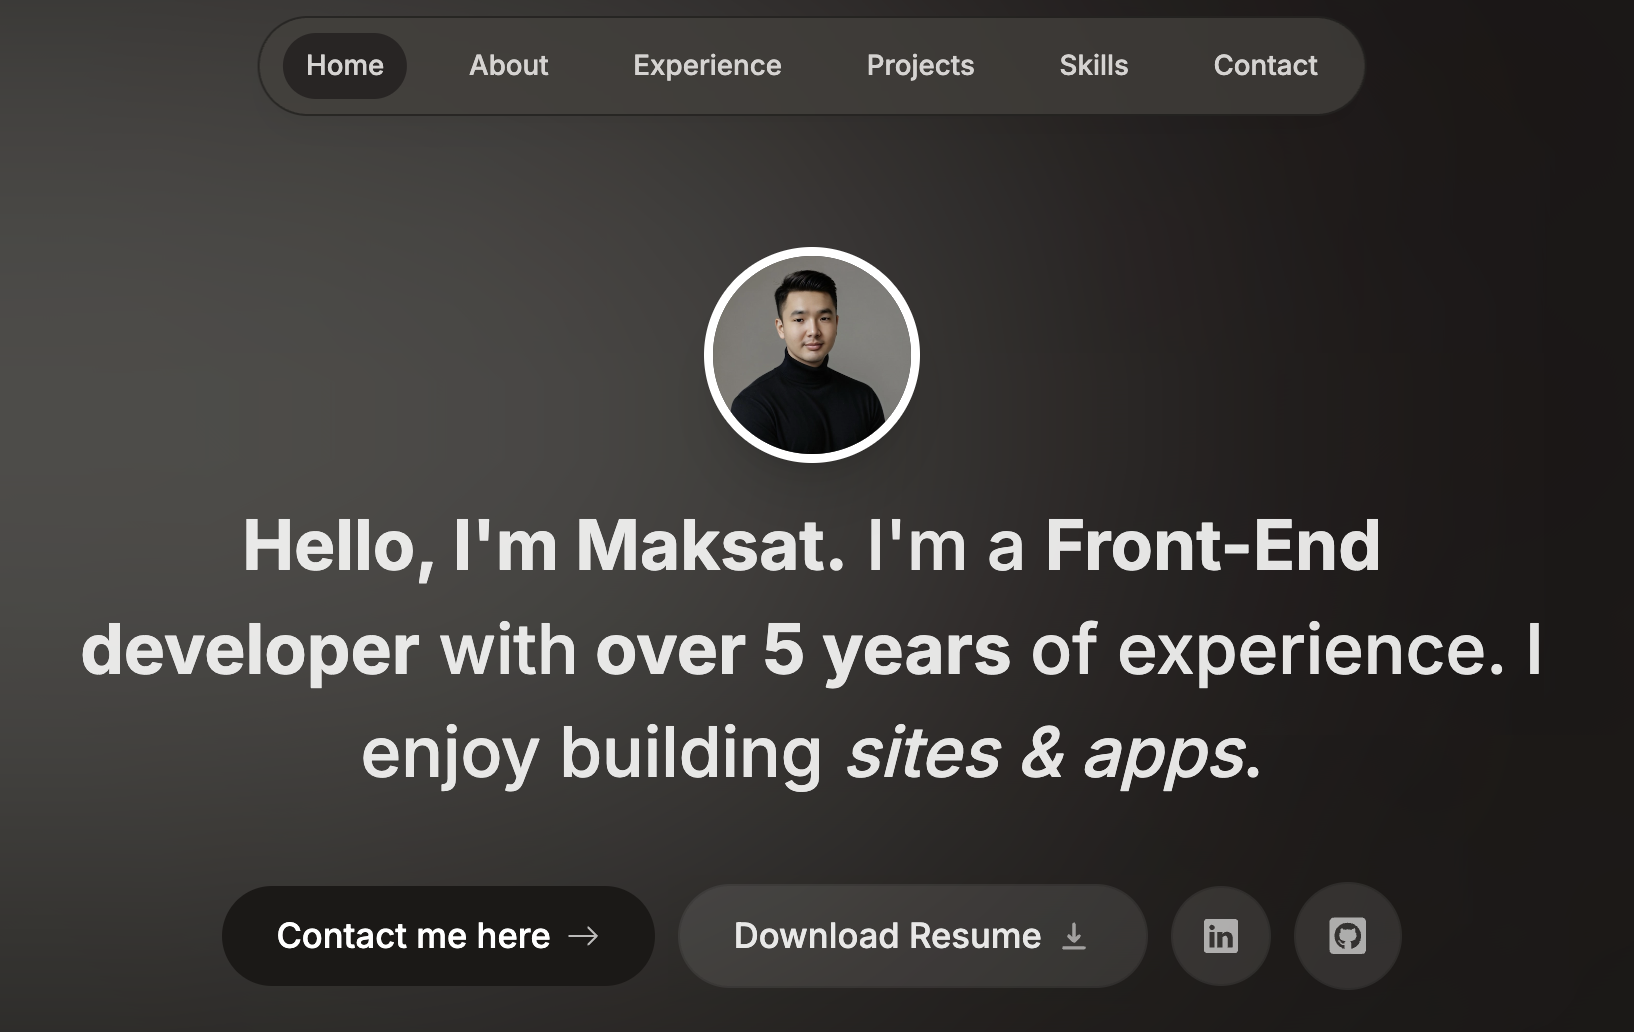 Home About Experience Projects Skills Contact
Hello, I'm Maksat. I'm a Front-End
developer with over 5 years of experience. I
enjoy building sites & apps.
Contact me here Download Resume in